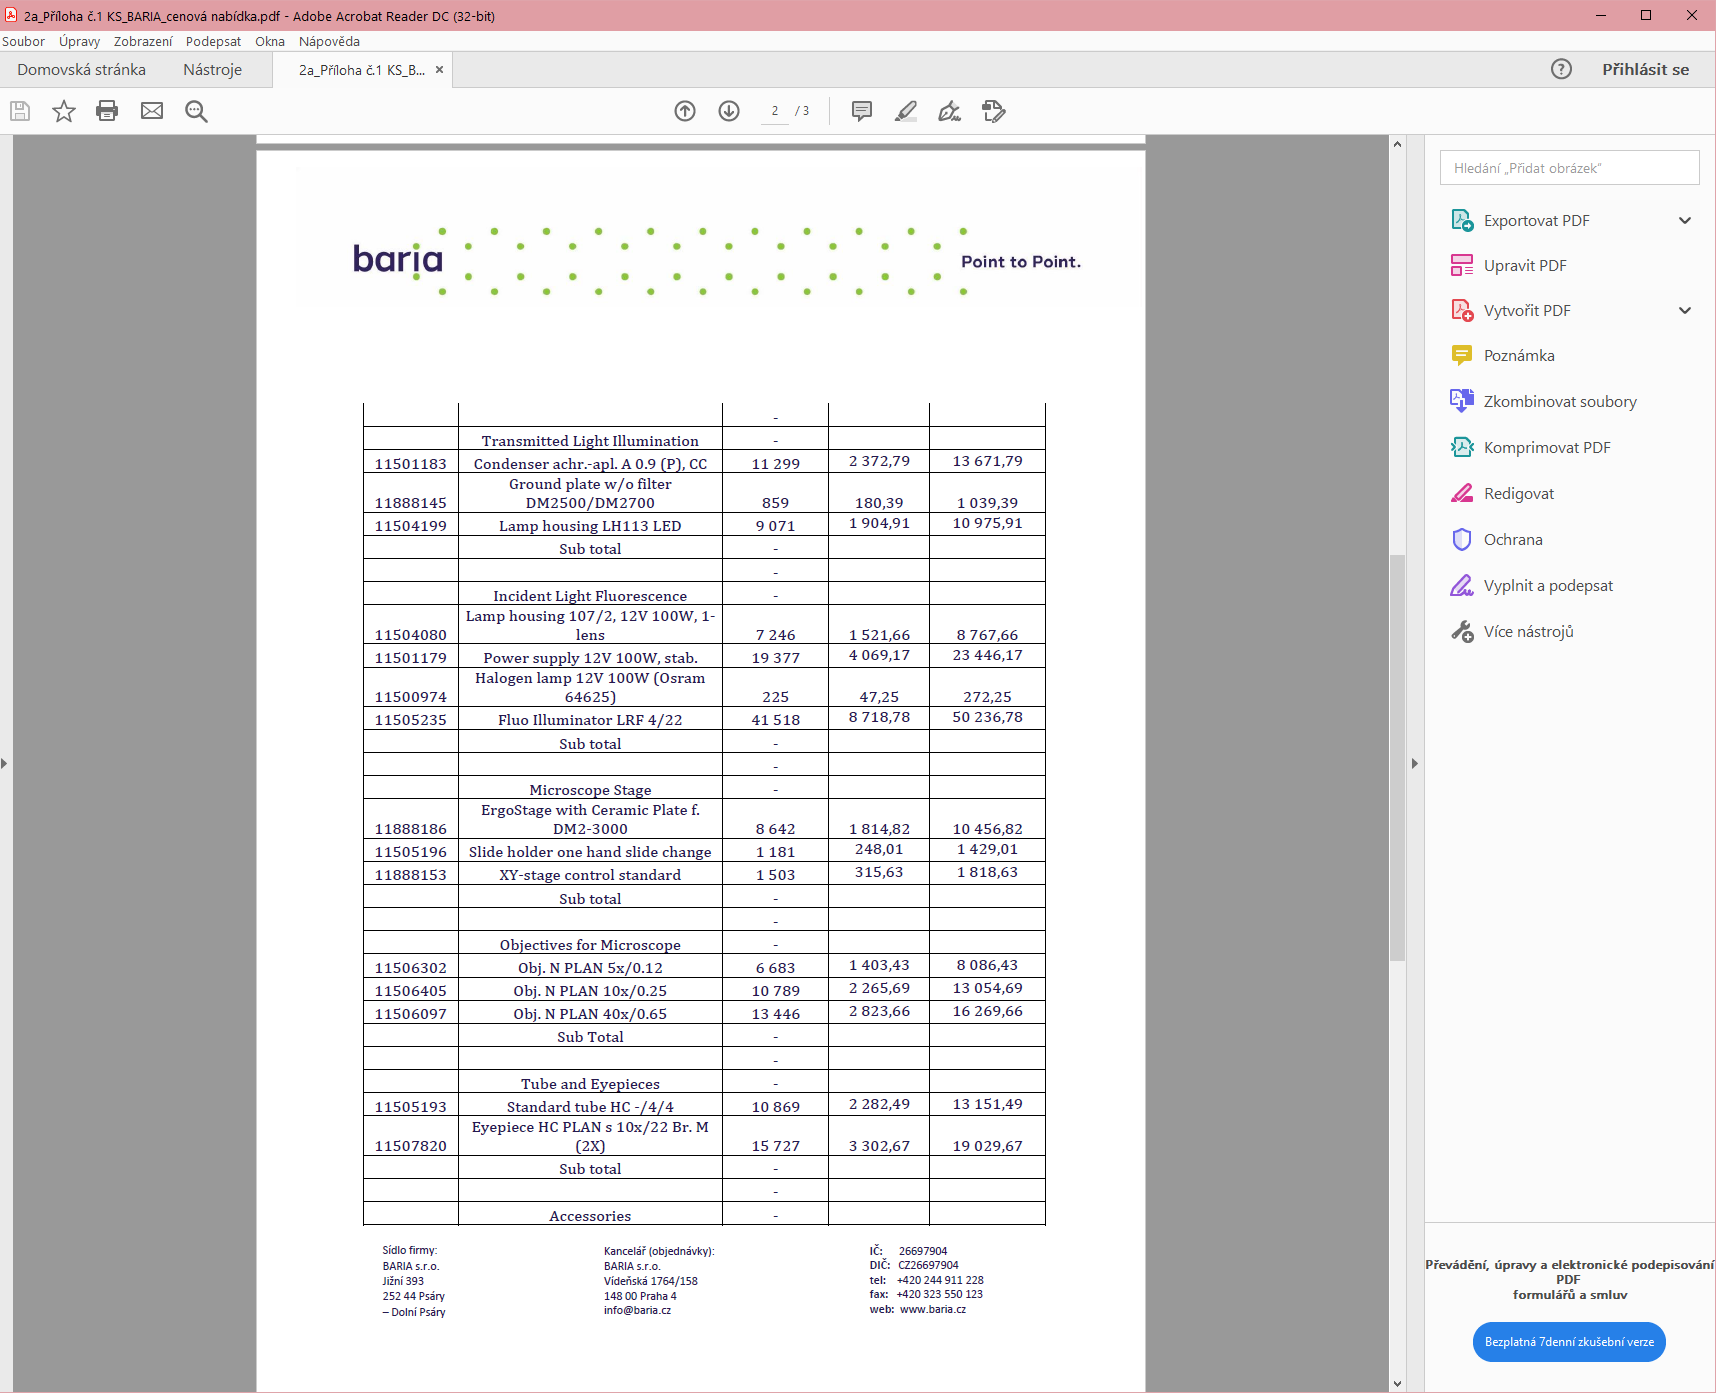 2a_Příloha č.1 KS_BARIA_cenová nabídka.pdf - Adobe Acrobat Reader DC (32-bit)
Soubor Úpravy Zobrazení Podepsat Okna Nápověda
Domovská stránka Nástroje 2a_Příloha č.1 KS_B... × Přihlásit se
2 / 3
baria Point to Point.
-
Transmitted Light Illumination -
11501183 Condenser achr.-apl. A 0.9 (P), CC 11 299 2 372,79 13 671,79
Ground plate w/o filter
11888145 DM2500/DM2700 859 180,39 1 039,39
11504199 Lamp housing LH113 LED 9 071 1 904,91 10 975,91
Sub total -
-
Incident Light Fluorescence -
Lamp housing 107/2, 12V 100W, 1-
11504080 lens 7 246 1 521,66 8 767,66
11501179 Power supply 12V 100W, stab. 19 377 4 069,17 23 446,17
Halogen lamp 12V 100W (Osram
11500974 64625) 225 47,25 272,25
11505235 Fluo Illuminator LRF 4/22 41 518 8 718,78 50 236,78
Sub total -
-
Microscope Stage -
ErgoStage with Ceramic Plate f.
11888186 DM2-3000 8 642 1 814,82 10 456,82
11505196 Slide holder one hand slide change 1 181 248,01 1 429,01
11888153 XY-stage control standard 1 503 315,63 1 818,63
Sub total -
-
Objectives for Microscope -
11506302 Obj. N PLAN 5x/0.12 6 683 1 403,43 8 086,43
11506405 Obj. N PLAN 10x/0.25 10 789 2 265,69 13 054,69
11506097 Obj. N PLAN 40x/0.65 13 446 2 823,66 16 269,66
Sub Total -
-
Tube and Eyepieces -
11505193 Standard tube HC -/4/4 10 869 2 282,49 13 151,49
Eyepiece HC PLAN s 10x/22 Br. M
11507820 (2X) 15 727 3 302,67 19 029,67
Sub total -
-
Accessories -
Sídlo firmy:
BARIA s.r.o.
Jižní 393
252 44 Psáry
– Dolní Psáry
Kancelář (objednávky):
BARIA s.r.o.
Vídeňská 1764/158
148 00 Praha 4
info@baria.cz
IČ: 26697904
DIČ: CZ26697904
tel: +420 244 911 228
fax: +420 323 550 123
web: www.baria.cz
Hledání „Přidat obrázek“
Exportovat PDF
Upravit PDF
Vytvořit PDF
Poznámka
Zkombinovat soubory
Komprimovat PDF
Redigovat
Ochrana
Vyplnit a podepsat
Více nástrojů
Převádění, úpravy a elektronické podepisování
PDF
formulářů a smluv
Bezplatná 7denní zkušební verze